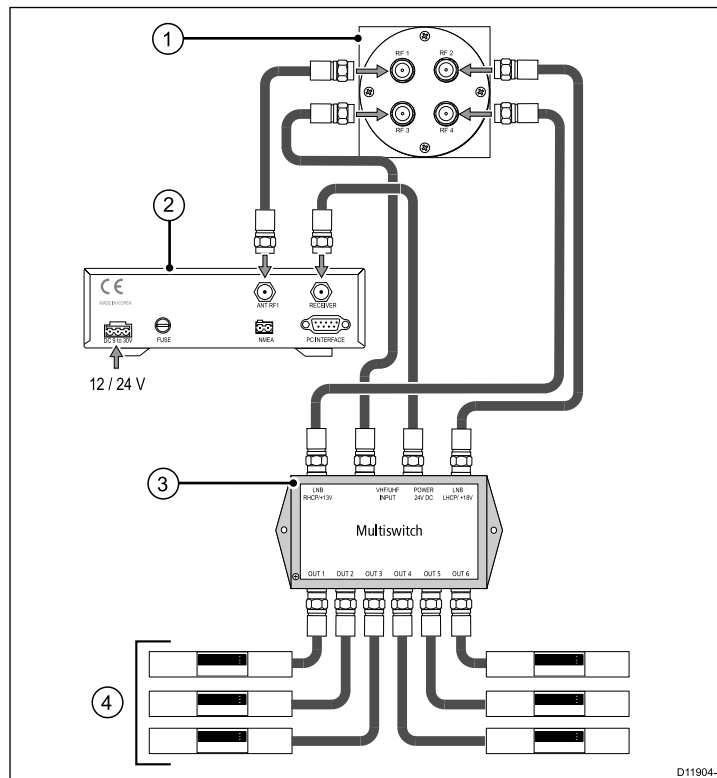 1
RF 1
RF 2
RF 3
RF 4
2
CE
MADE IN KOREA
ANT RF1
RECEIVER
DC 9 to 30V
FUSE
NMEA
PC INTERFACE
12 / 24 V
3
LNB
RHCP/+13V
VHF/UHF
INPUT
POWER
24V DC
LNB
LHCP/ +18V
Multiswitch
OUT 1
OUT 2
OUT 3
OUT 4
OUT 5
OUT 6
4
D11904-